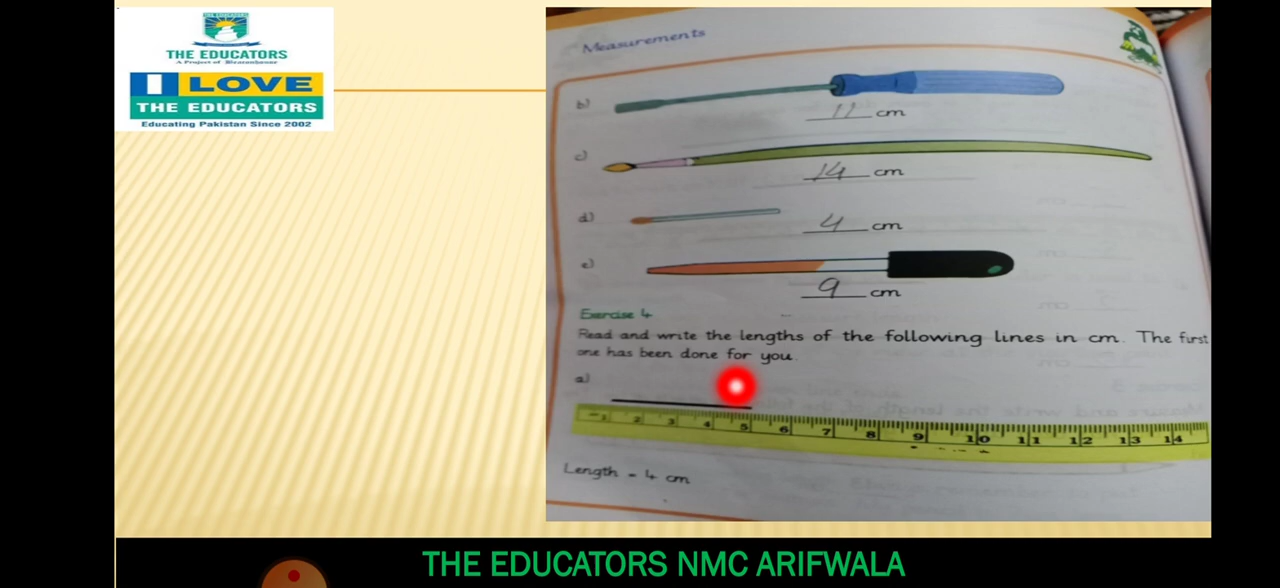 THE EDUCATORS
A Project of Beaconhouse
I LOVE
THE EDUCATORS
Educating Pakistan Since 2002
Measurements
b)
11 cm
c)
14 cm
d)
4 cm
e)
9 cm
Exercise 4
Read and write the lengths of the following lines in cm. The first
one has been done for you.
a)
1 2 3 4 5 6 7 8 9 10 11 12 13 14
Length = 4 cm
THE EDUCATORS NMC ARIFWALA